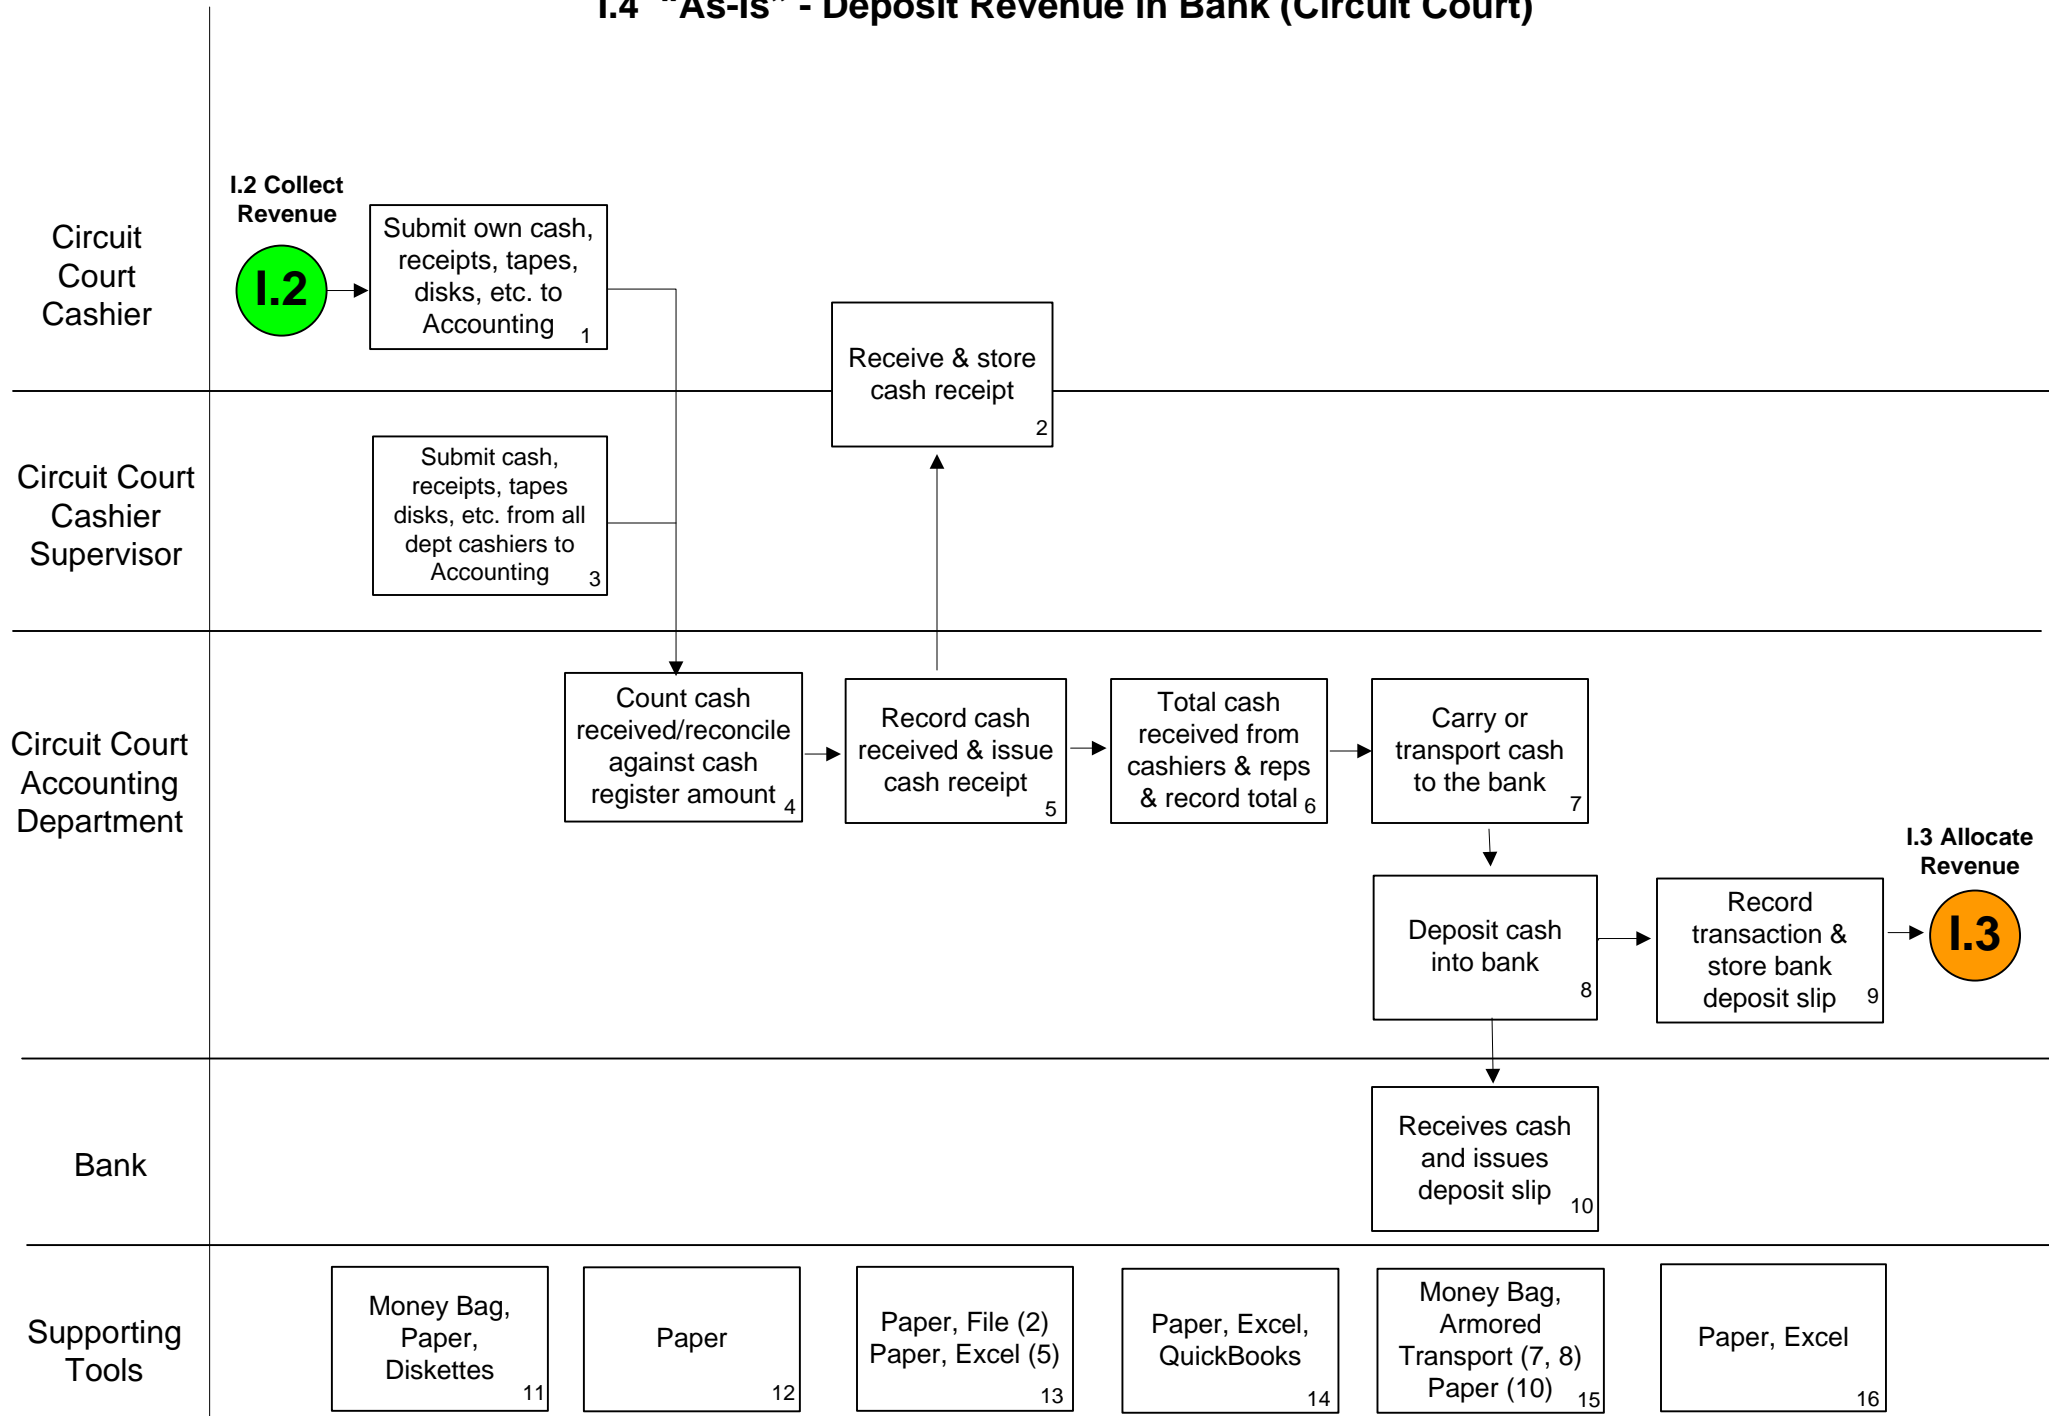 I.4 "As-Is" - Deposit Revenue in Bank (Circuit Court)
I.2 Collect
Revenue
Circuit
Court
Cashier
I.2
Submit own cash,
receipts, tapes,
disks, etc. to
Accounting
1
Receive & store
cash receipt
2
Circuit Court
Cashier
Supervisor
Submit cash,
receipts, tapes
disks, etc. from all
dept cashiers to
Accounting
3
Circuit Court
Accounting
Department
Count cash
received/reconcile
against cash
register amount
4
Record cash
received & issue
cash receipt
5
Total cash
received from
cashiers & reps
& record total
6
Carry or
transport cash
to the bank
7
Deposit cash
into bank
8
Record
transaction &
store bank
deposit slip
9
I.3 Allocate
Revenue
I.3
Bank
Receives cash
and issues
deposit slip
10
Supporting
Tools
Money Bag,
Paper,
Diskettes
11
Paper
12
Paper, File (2)
Paper, Excel (5)
13
Paper, Excel,
QuickBooks
14
Money Bag,
Armored
Transport (7, 8)
Paper (10)
15
Paper, Excel
16